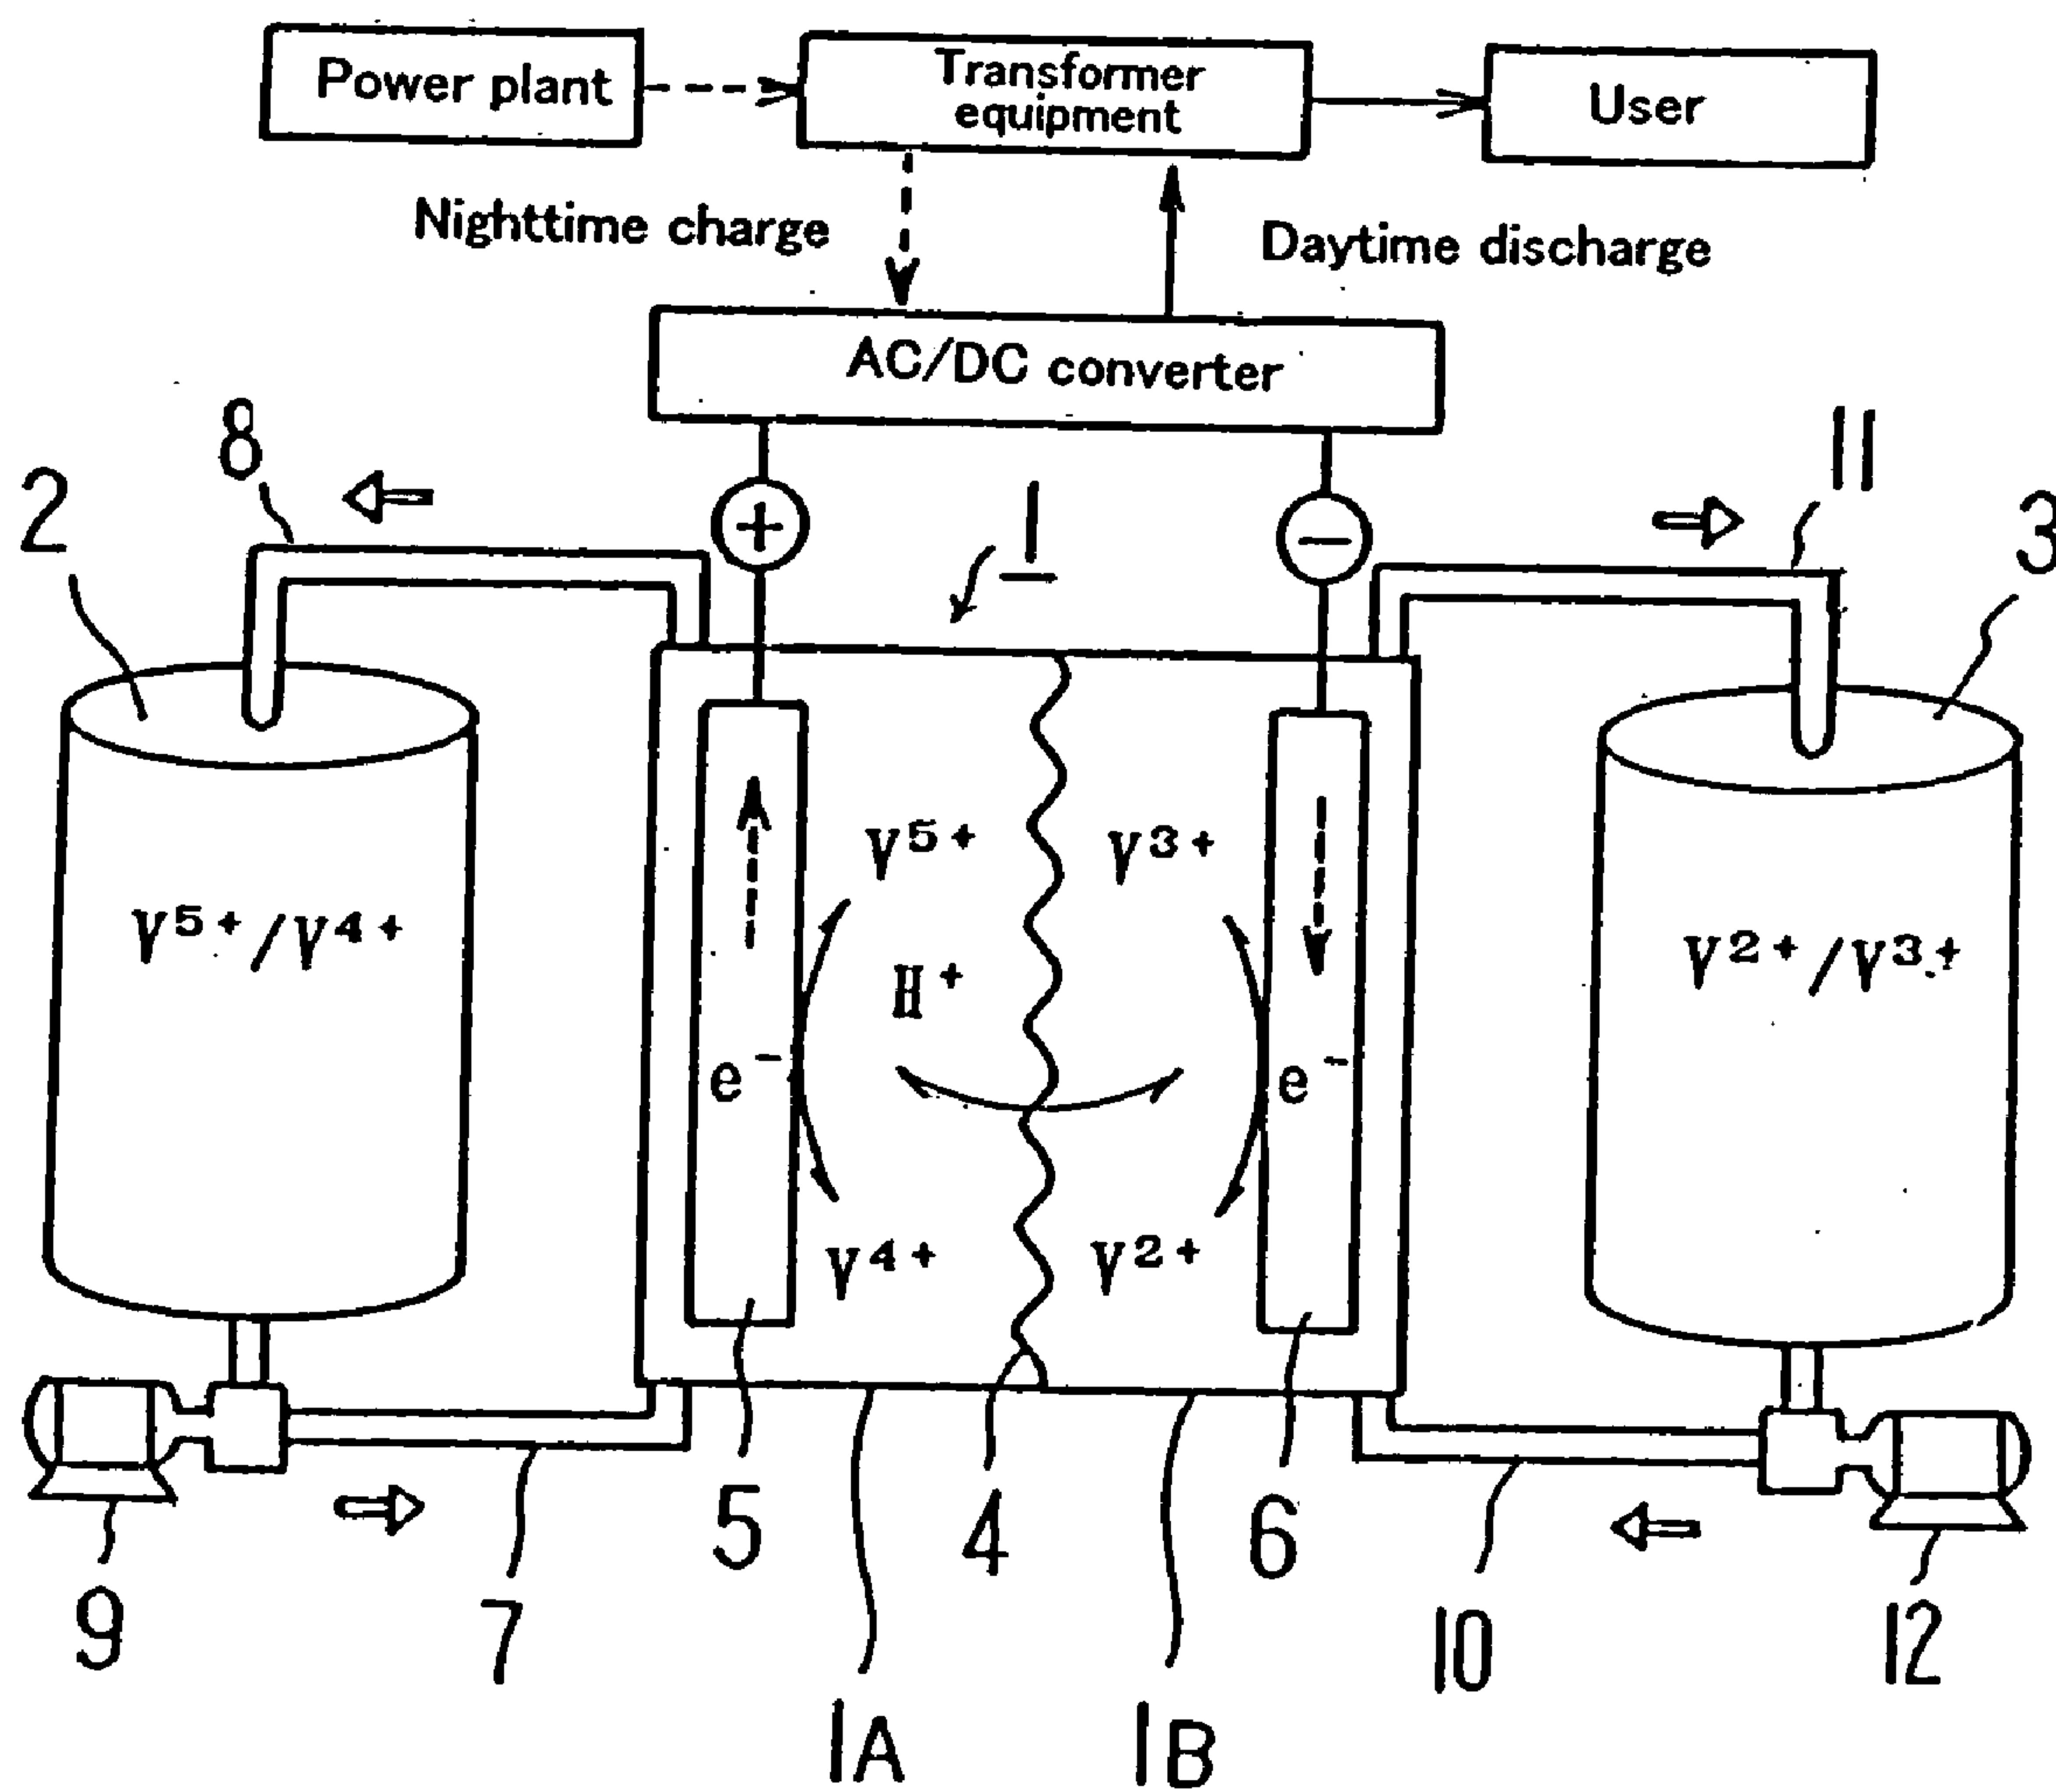 Power plant
Transformer
equipment
User
Nighttime charge
Daytime discharge
AC/DC converter
8
11
2
+
1
−
3
V⁵⁺
V³⁺
V⁵⁺/V⁴⁺
V²⁺/V³⁺
H⁺
e⁻
e⁻
V⁴⁺
V²⁺
5
4
6
9
7
10
12
1A
1B